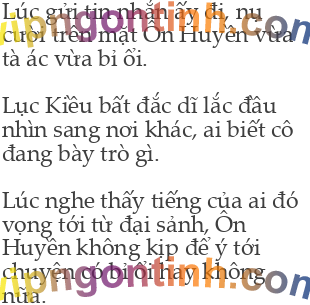 Lúc gửi tin nhắn ấy đi, nụ
cười trên mặt Ôn Huyền vừa
tà ác vừa bỉ ổi.
Lục Kiều bất đắc dĩ lắc đầu
nhìn sang nơi khác, ai biết cô
đang bày trò gì.
Lúc nghe thấy tiếng của ai đó
vọng tới từ đại sảnh, Ôn
Huyền không kịp để ý tới
chuyện có bỉ ổi hay không
nữa.
vipngontinh.com
vipngontinh.com